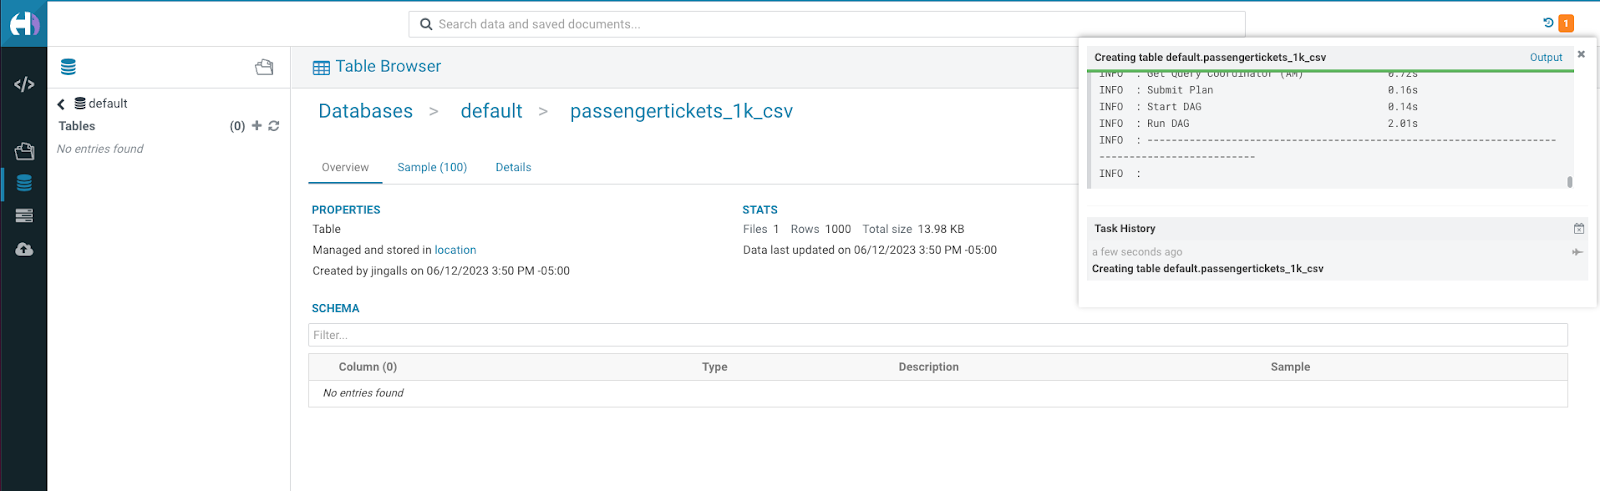 Search data and saved documents...
1
default
Tables (0)
No entries found
Table Browser
Databases > default > passengertickets_1k_csv
Overview Sample (100) Details
PROPERTIES
Table
Managed and stored in location
Created by jingalls on 06/12/2023 3:50 PM -05:00
STATS
Files 1 Rows 1000 Total size 13.98 KB
Data last updated on 06/12/2023 3:50 PM -05:00
SCHEMA
Filter...
Column (0) Type Description Sample
No entries found
Creating table default.passengertickets_1k_csv Output
INFO : Get Query Coordinator (AM) 0.72s
INFO : Submit Plan 0.16s
INFO : Start DAG 0.14s
INFO : Run DAG 2.01s
INFO : --------------------------------------------------------------------
--------------------------
INFO :
Task History
a few seconds ago
Creating table default.passengertickets_1k_csv